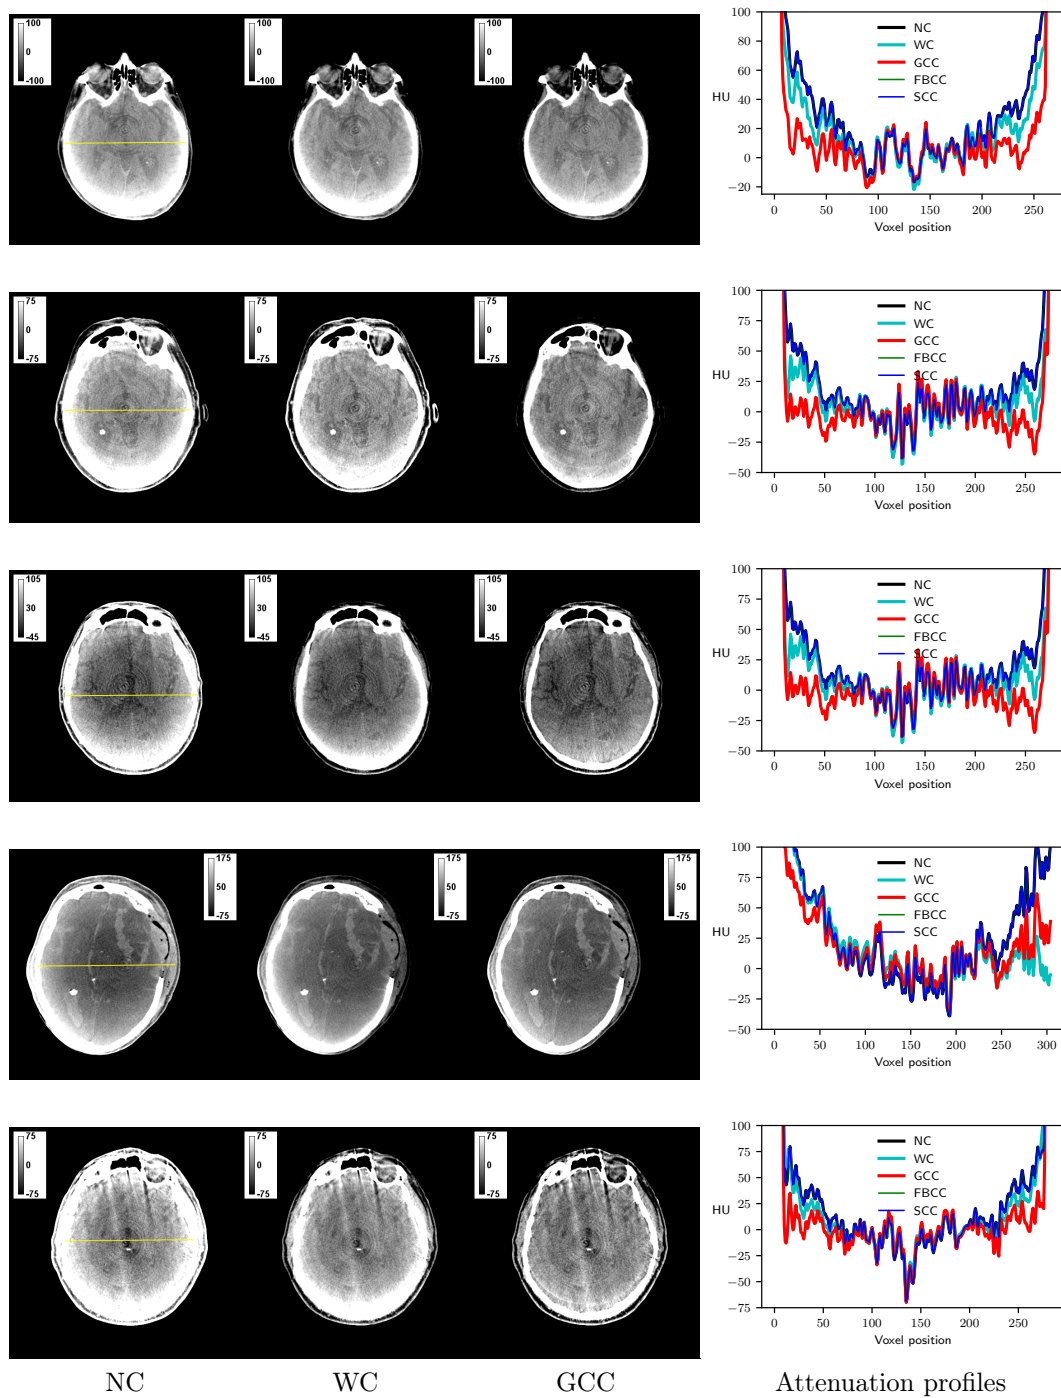 100
0
-100
100
0
-100
100
0
-100
100
80
60
40
20
0
−20
HU
NC
WC
GCC
FBCC
SCC
0 50 100 150 200 250
Voxel position
75
0
-75
75
0
-75
75
0
-75
100
75
50
25
0
−25
−50
HU
NC
WC
GCC
FBCC
SCC
0 50 100 150 200 250
Voxel position
105
30
-45
105
30
-45
105
30
-45
100
75
50
25
0
−25
−50
HU
NC
WC
GCC
FBCC
SCC
0 50 100 150 200 250
Voxel position
175
50
-75
175
50
-75
175
50
-75
100
75
50
25
0
−25
−50
HU
NC
WC
GCC
FBCC
SCC
0 50 100 150 200 250 300
Voxel position
75
0
-75
75
0
-75
75
0
-75
100
75
50
25
0
−25
−50
−75
HU
NC
WC
GCC
FBCC
SCC
0 50 100 150 200 250
Voxel position
NC WC GCC Attenuation profiles